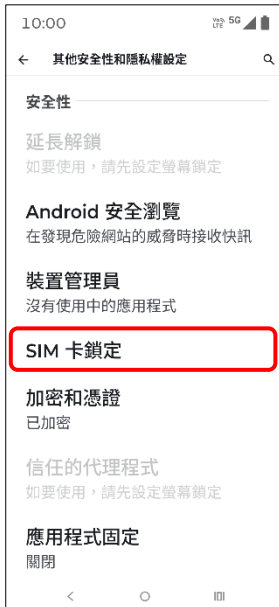 10:00
Vo)) LTE 5G
其他安全性和隱私權設定
安全性
延長解鎖
如要使用，請先設定螢幕鎖定
Android 安全瀏覽
在發現危險網站的威脅時接收快訊
裝置管理員
沒有使用中的應用程式
SIM 卡鎖定
加密和憑證
已加密
信任的代理程式
如要使用，請先設定螢幕鎖定
應用程式固定
關閉